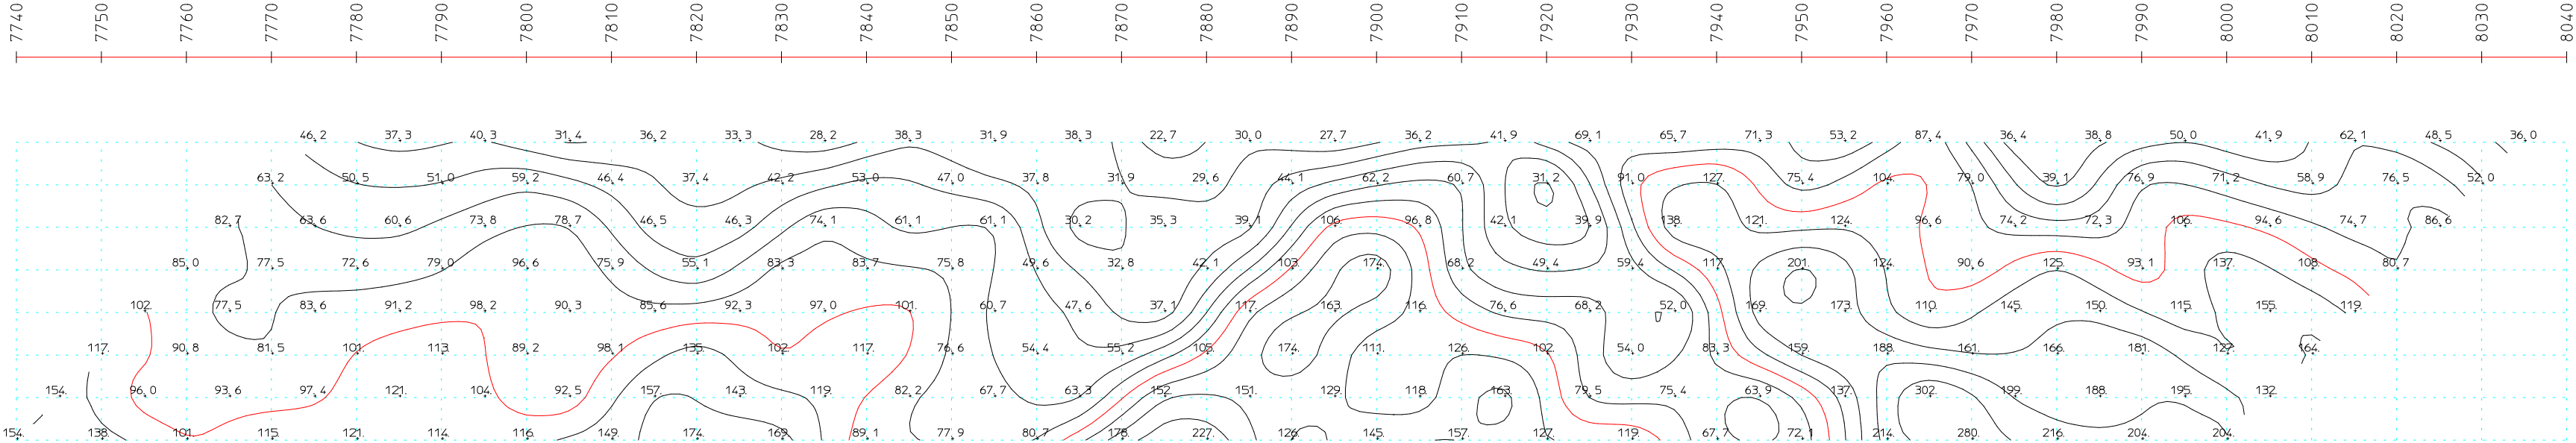 7740 7750 7760 7770 7780 7790 7800 7810 7820 7830 7840 7850 7860 7870 7880 7890 7900 7910 7920 7930 7940 7950 7960 7970 7980 7990 8000 8010 8020 8030 8040
46,2 37,3 40,3 31,4 36,2 33,3 28,2 38,3 31,9 38,3 22,7 30,0 27,7 36,2 41,9 69,1 65,7 71,3 53,2 87,4 36,4 38,8 50,0 41,9 62,1 48,5 36,0
63,2 50,5 51,0 59,2 46,4 37,4 42,2 53,0 47,0 37,8 31,9 29,6 44,1 62,2 60,7 31,2 91,0 127, 75,4 104, 79,0 39,1 76,9 71,2 58,9 76,5 52,0
82,7 63,6 60,6 73,8 78,7 46,5 46,3 74,1 61,1 61,1 30,2 35,3 39,1 106, 96,8 42,1 39,9 138, 121, 124, 96,6 74,2 72,3 106, 94,6 74,7 86,6
85,0 77,5 72,6 79,0 96,6 75,9 55,1 83,3 83,7 75,8 49,6 32,8 42,1 103, 174, 68,2 49,4 59,4 117, 201, 124, 90,6 125, 93,1 137, 108, 80,7
102, 77,5 83,6 91,2 98,2 90,3 85,6 92,3 97,0 101, 60,7 47,6 37,1 117, 163, 116, 76,6 68,2 52,0 169, 173, 110, 145, 150, 115, 155, 119,
117, 90,8 81,5 101, 113, 89,2 98,1 135, 102, 117, 76,6 54,4 55,2 105, 174, 111, 126, 102, 54,0 83,3 159, 188, 161, 166, 181, 127, 164,
154, 96,0 93,6 97,4 121, 104, 92,5 157, 143, 119, 82,2 67,7 63,3 152, 151, 129, 118, 163, 79,5 75,4 63,9 137, 302, 199, 188, 195, 132,
154, 138, 101, 115, 121, 114, 116, 149, 174, 169, 89,1 77,9 80,7 178, 227, 126, 145, 157, 127, 119, 67,7 72,1 214, 280, 216, 204, 204,